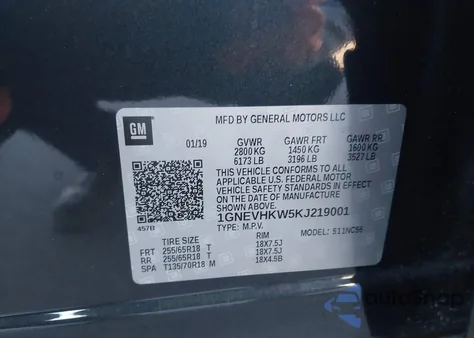 MFD BY GENERAL MOTORS LLC
GM
01/19 GVWR GAWR FRT GAWR RR
2800 KG 1450 KG 1600 KG
6173 LB 3196 LB 3527 LB
THIS VEHICLE CONFORMS TO ALL
APPLICABLE U.S. FEDERAL MOTOR
VEHICLE SAFETY STANDARDS IN
EFFECT ON THE DATE OF
MANUFACTURE SHOWN ABOVE.
1GNEVHKW5KJ219001
457B
TYPE: M.P.V. MODEL: S11NC56
TIRE SIZE RIM
FRT 255/65R18 T 18X7.5J
RR 255/65R18 T 18X7.5J
SPA T135/70R18 M 18X4.5B
AutoSnap